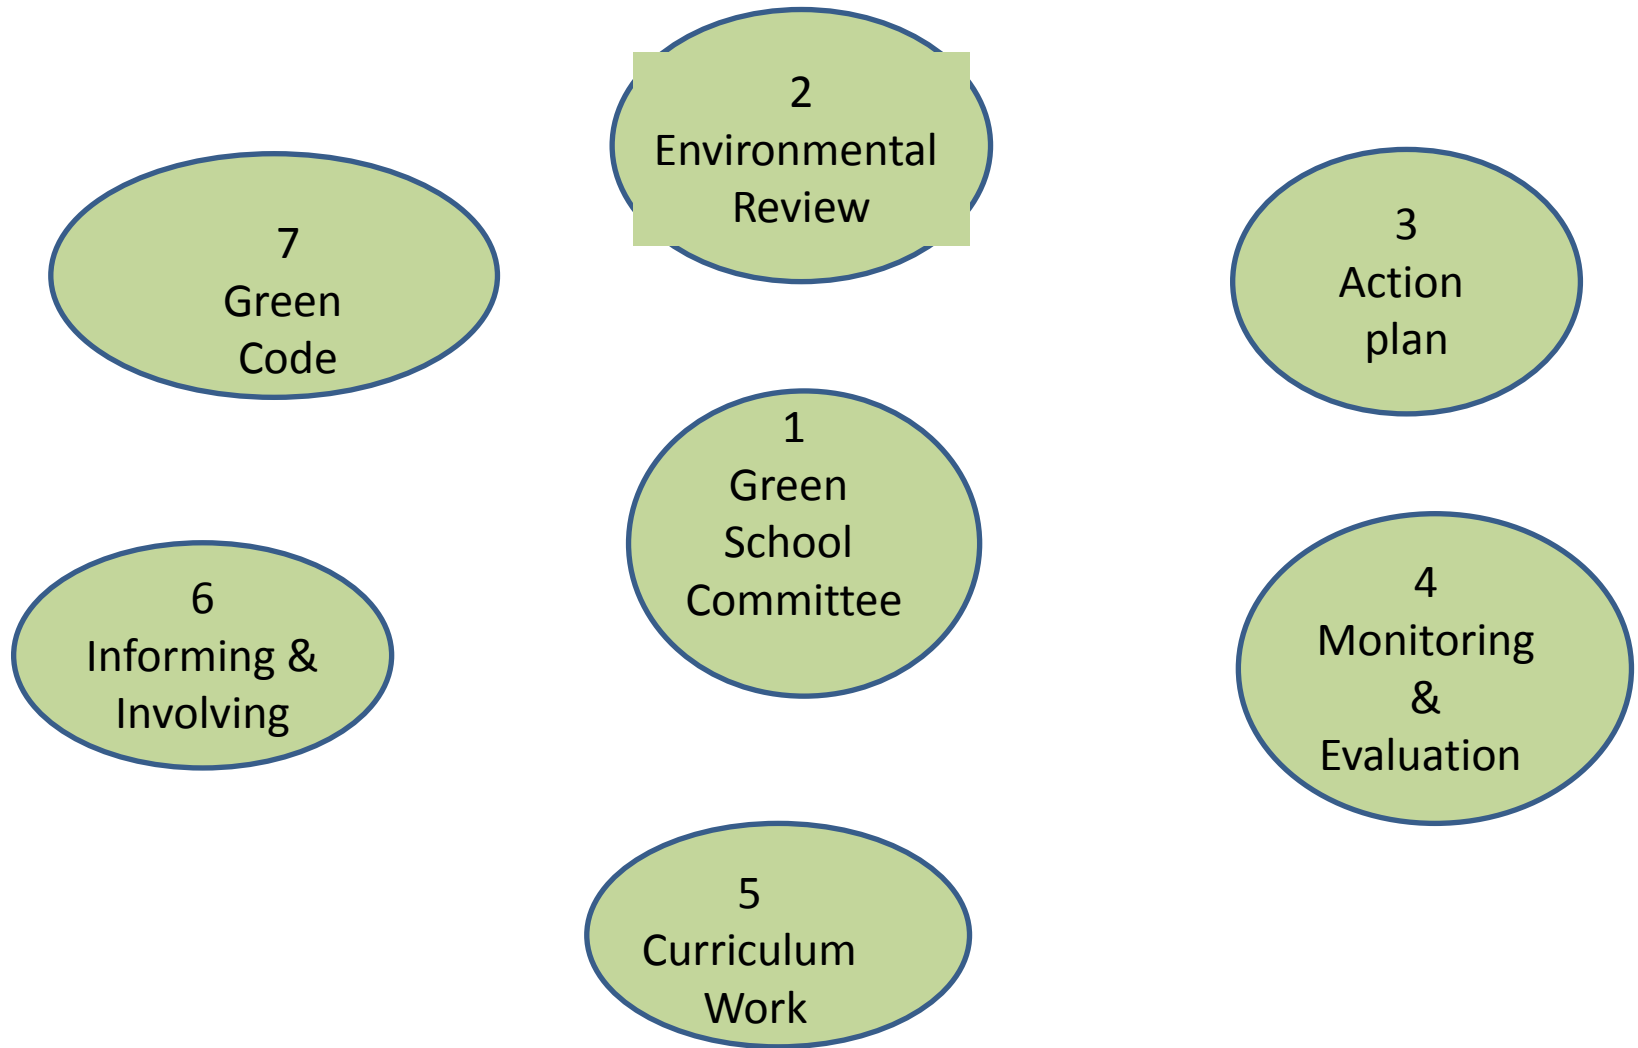 1
Green
School
Committee
2
Environmental
Review
3
Action
plan
4
Monitoring
&
Evaluation
5
Curriculum
Work
6
Informing &
Involving
7
Green
Code